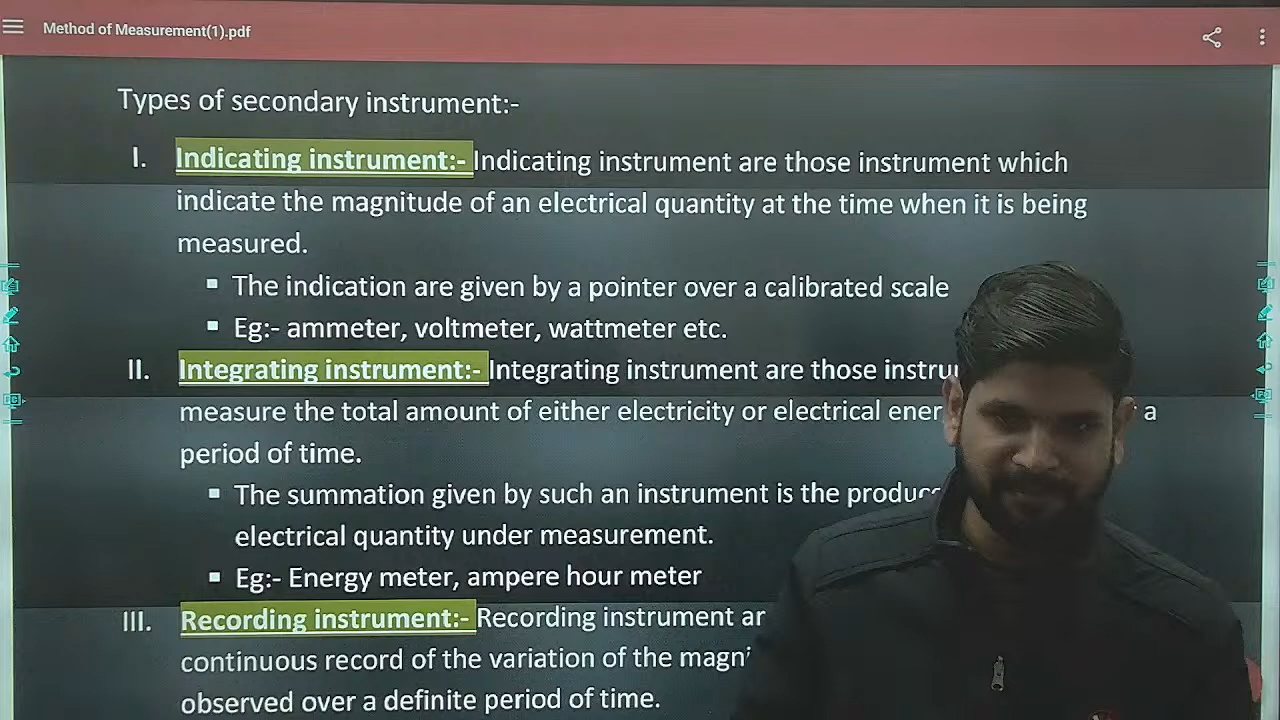 Method of Measurement(1).pdf
Types of secondary instrument:-
I. Indicating instrument:- Indicating instrument are those instrument which
indicate the magnitude of an electrical quantity at the time when it is being
measured.
▪ The indication are given by a pointer over a calibrated scale
▪ Eg:- ammeter, voltmeter, wattmeter etc.
II. Integrating instrument:- Integrating instrument are those
measure the total amount of either electricity or electrical a
period of time.
▪ The summation given by such an instrument is the
electrical quantity under measurement.
▪ Eg:- Energy meter, ampere hour meter
III. Recording instrument:- Recording instrument
continuous record of the variation of the
observed over a definite period of time.